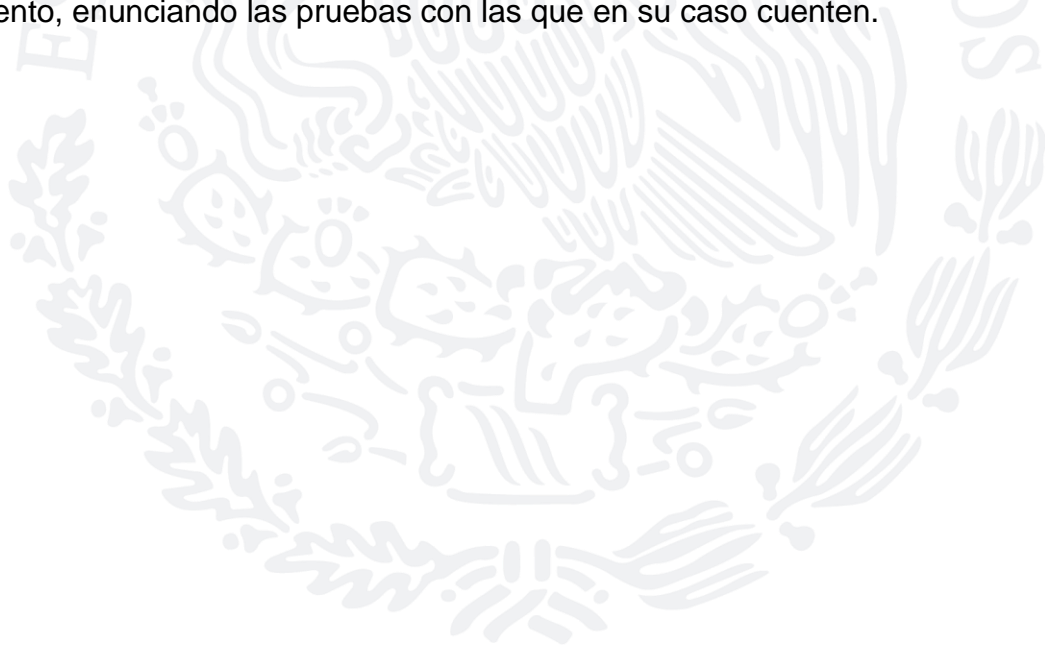 ento, enunciando las pruebas con las que en su caso cuenten.